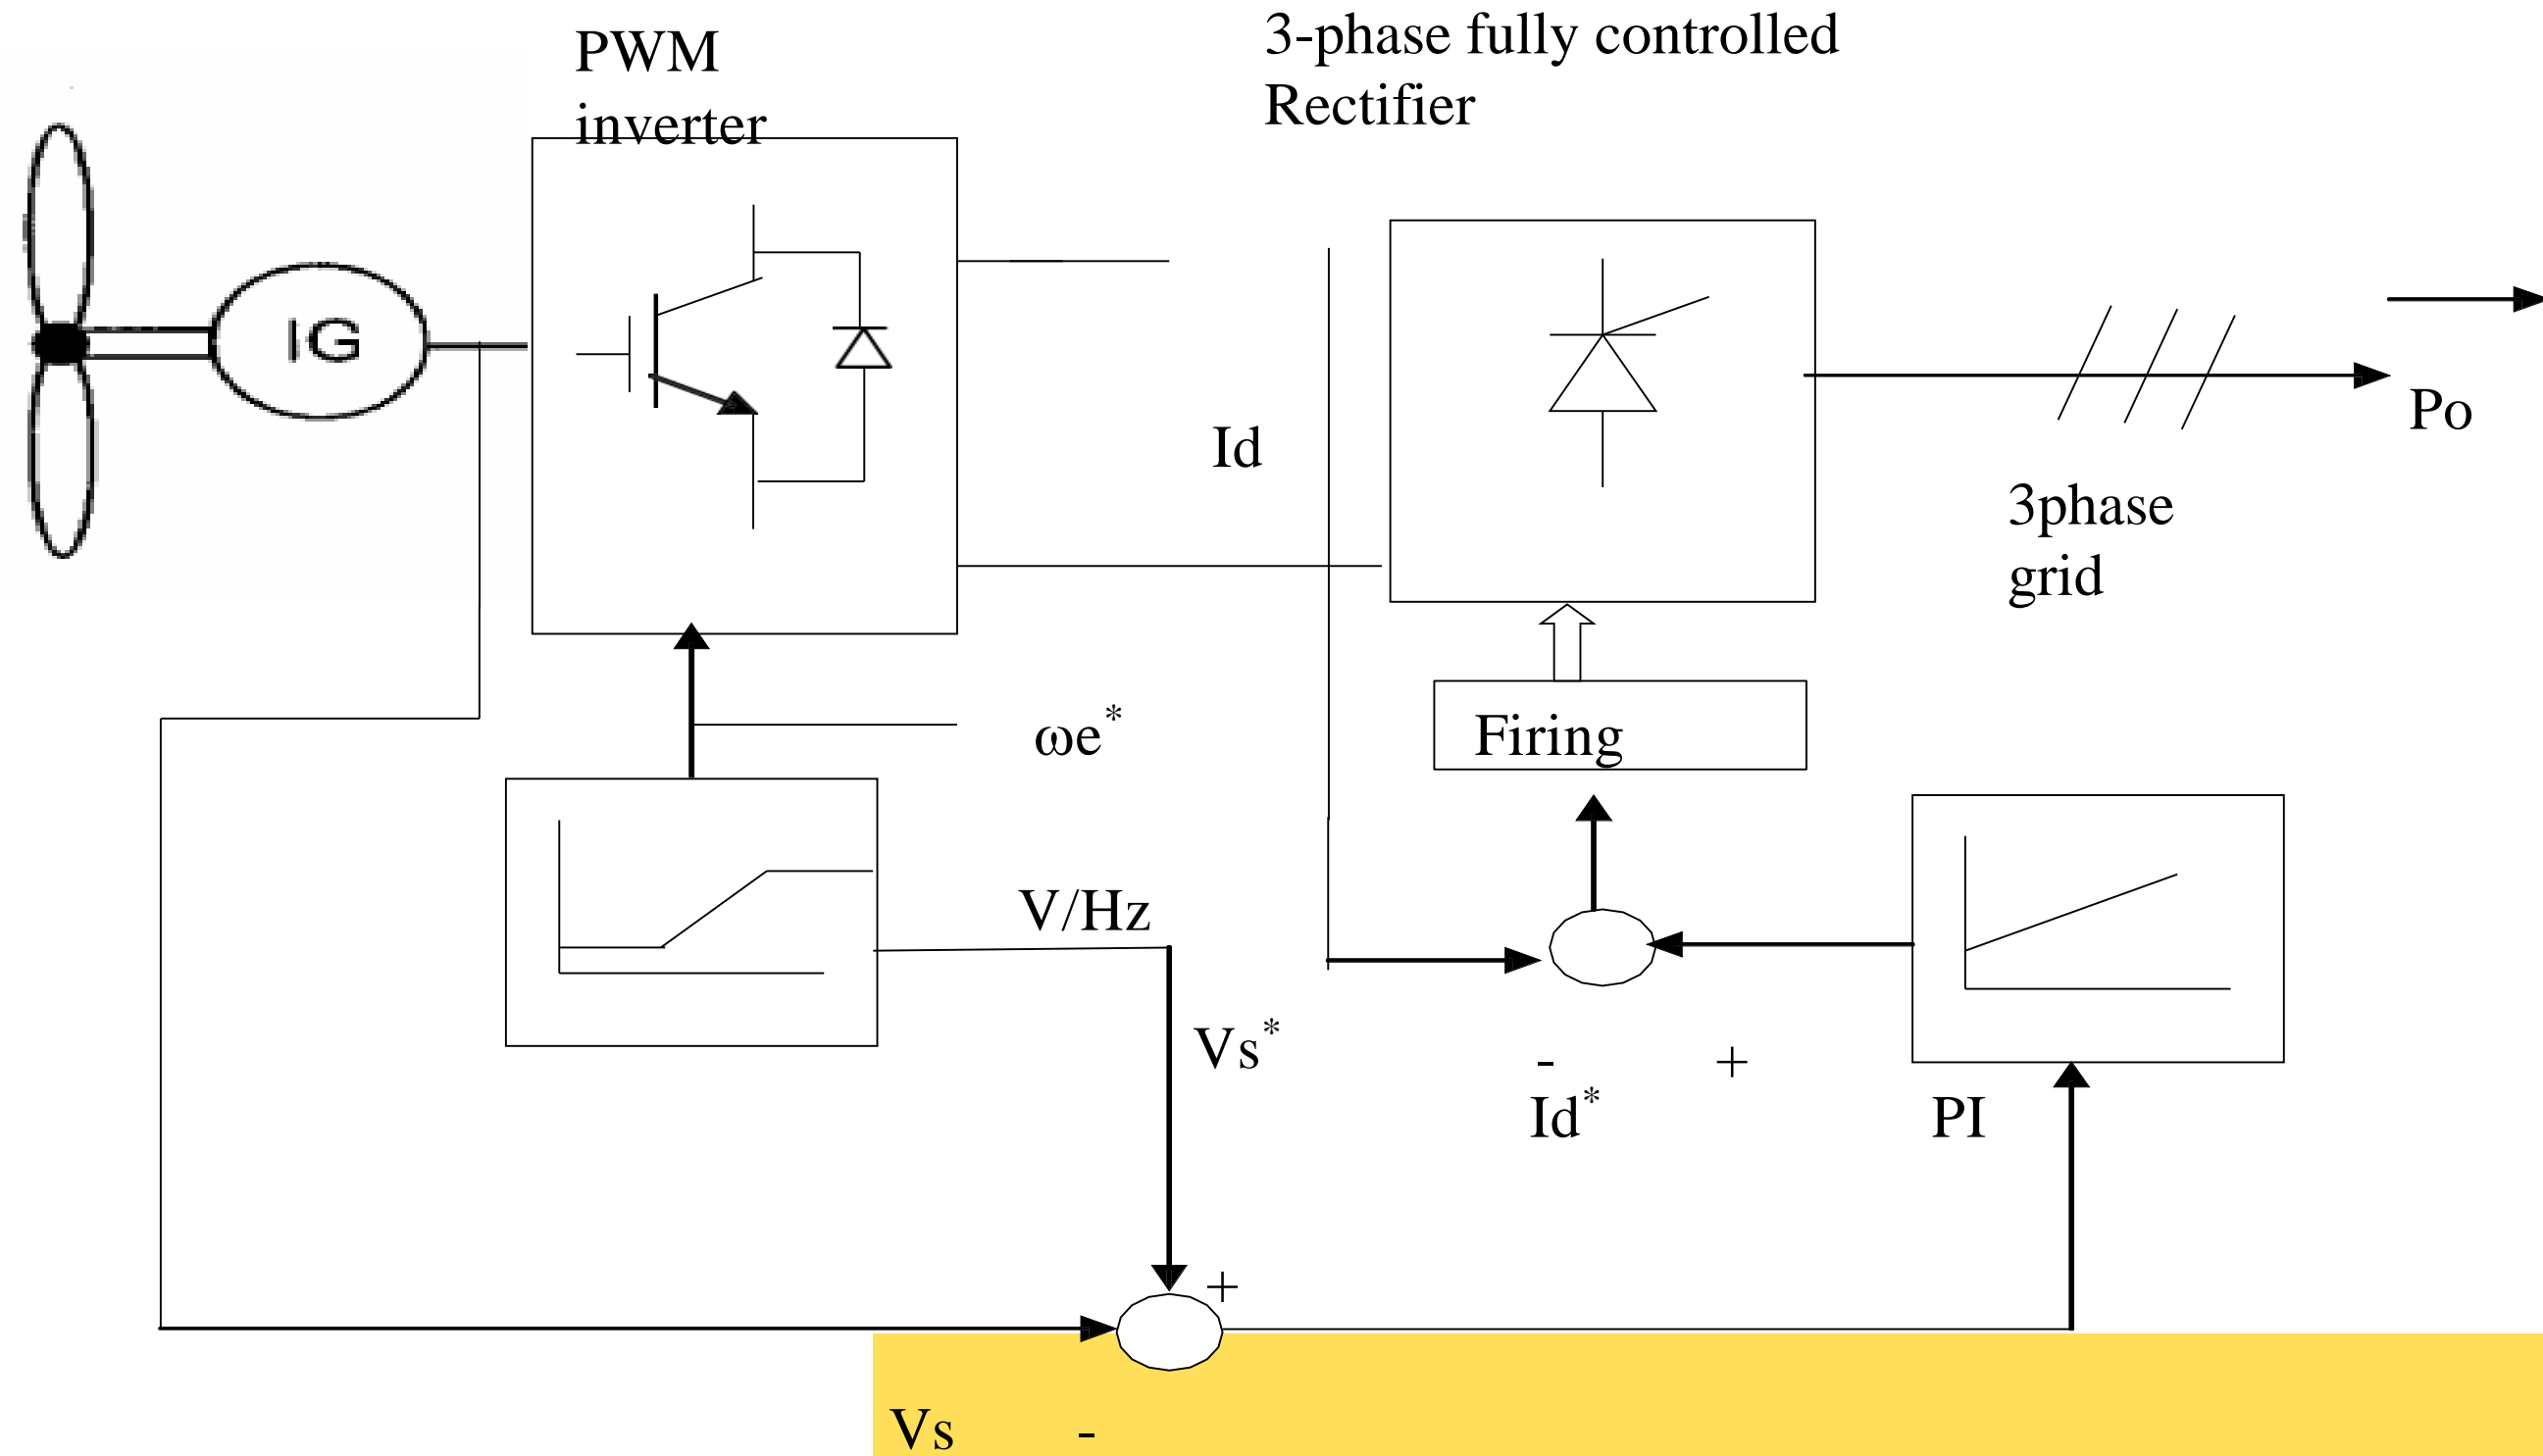 PWM
inverter
3-phase fully controlled
Rectifier
IG
Id
Po
3phase
grid
ωe*
Firing
V/Hz
Vs*
-
+
Id*
PI
+
Vs -